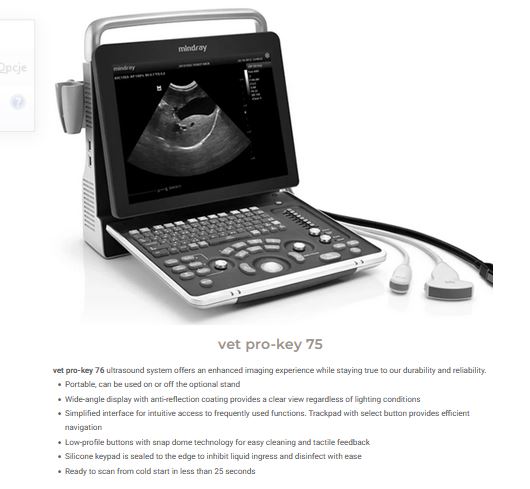 Opcje
?
mindray
mindray
M
vet pro-key 75
vet pro-key 76 ultrasound system offers an enhanced imaging experience while staying true to our durability and reliability.
• Portable, can be used on or off the optional stand
• Wide-angle display with anti-reflection coating provides a clear view regardless of lighting conditions
• Simplified interface for intuitive access to frequently used functions. Trackpad with select button provides efficient
navigation
• Low-profile buttons with snap dome technology for easy cleaning and tactile feedback
• Silicone keypad is sealed to the edge to inhibit liquid ingress and disinfect with ease
• Ready to scan from cold start in less than 25 seconds